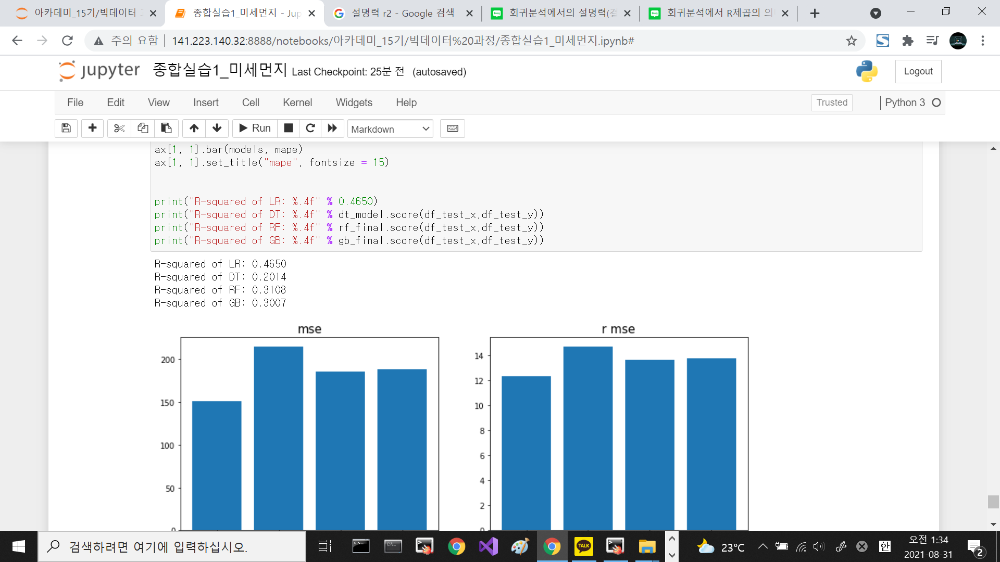 아카데미_15기/빅데이터
종합실습1_미세먼지 - Jup
설명력 r2 - Google 검색
회귀분석에서의 설명력(결
회귀분석에서 R제곱의 의
주의 요함
141.223.140.32:8888/notebooks/아카데미_15기/빅데이터%20과정/종합실습1_미세먼지.ipynb#
jupyter 종합실습1_미세먼지 Last Checkpoint: 25분 전 (autosaved)
Logout
File Edit View Insert Cell Kernel Widgets Help
Trusted
Python 3
Run
Markdown
ax[1, 1].bar(models, mape)
ax[1, 1].set_title("mape", fontsize = 15)
print("R-squared of LR: %.4f" % 0.4650)
print("R-squared of DT: %.4f" % dt_model.score(df_test_x,df_test_y))
print("R-squared of RF: %.4f" % rf_final.score(df_test_x,df_test_y))
print("R-squared of GB: %.4f" % gb_final.score(df_test_x,df_test_y))
R-squared of LR: 0.4650
R-squared of DT: 0.2014
R-squared of RF: 0.3108
R-squared of GB: 0.3007
mse
200
150
100
50
0
r mse
14
12
10
8
6
4
2
0
검색하려면 여기에 입력하십시오.
TALK
23°C
한
오전 1:34
2021-08-31
2